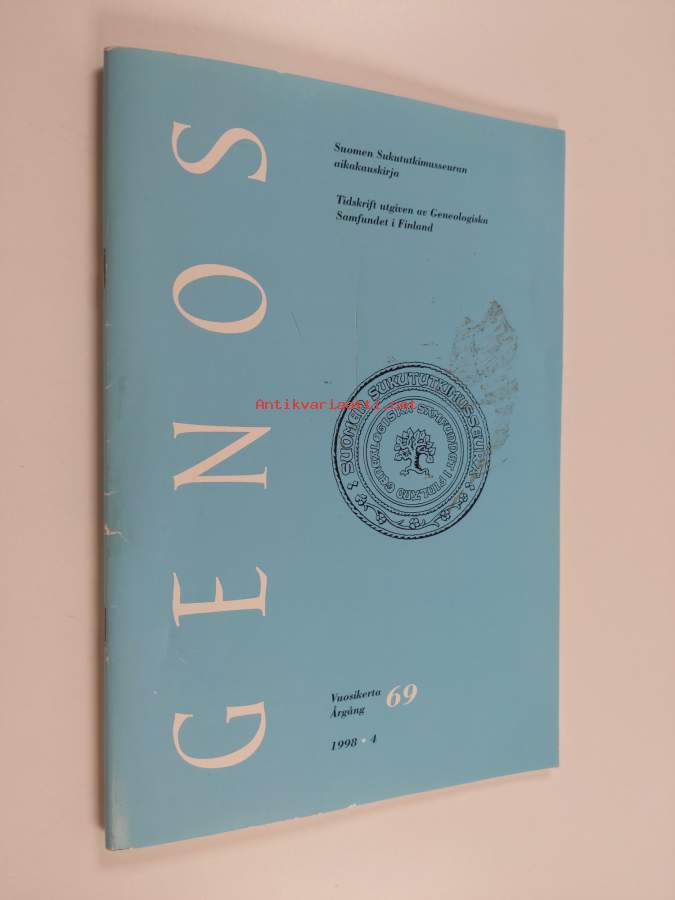 GENOS
Suomen Sukututkimusseuran
aikakauskirja
Tidskrift utgiven av Geneologiska
Samfundet i Finland
Antikvariaatti.net
SUOMEN SUKUTUTKIMUSSEURA
GENEALOGISKA SAMFUNDET I FINLAND
Vuosikerta
Årgång 69
1998 • 4